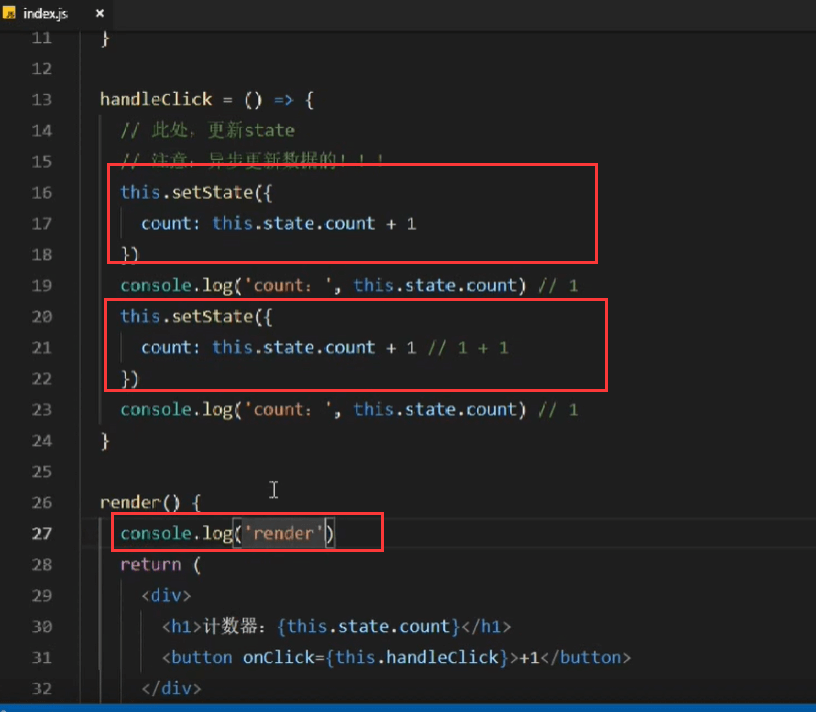 index.js ×
11 }
12
13 handleClick = () => {
14 // 此处，更新state
15 // 注意：异步更新数据的！！！
16 this.setState({
17 count: this.state.count + 1
18 })
19 console.log('count：', this.state.count) // 1
20 this.setState({
21 count: this.state.count + 1 // 1 + 1
22 })
23 console.log('count：', this.state.count) // 1
24 }
25
26 render() {
27 console.log('render')
28 return (
29 <div>
30 <h1>计数器：{this.state.count}</h1>
31 <button onClick={this.handleClick}>+1</button>
32 </div>